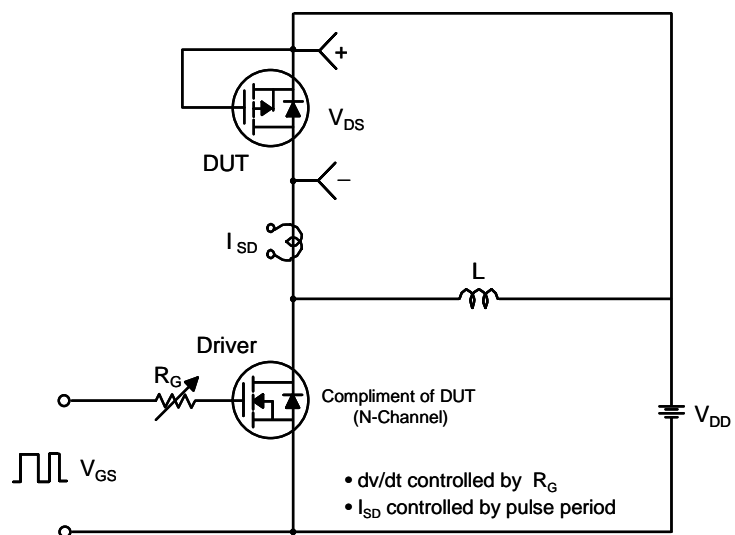 +
V_DS
DUT
−
I_SD
L
Driver
R_G
Compliment of DUT
(N-Channel)
V_DD
V_GS
• dv/dt controlled by R_G
• I_SD controlled by pulse period